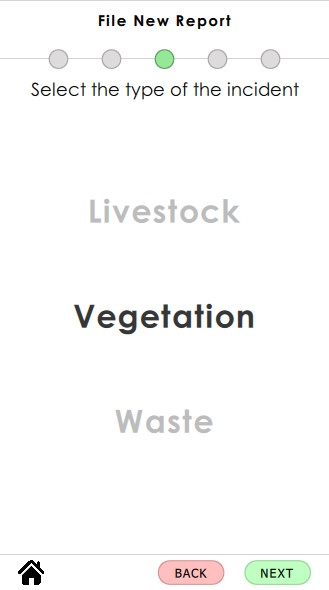 File New Report
Select the type of the incident
Livestock
Vegetation
Waste
BACK
NEXT